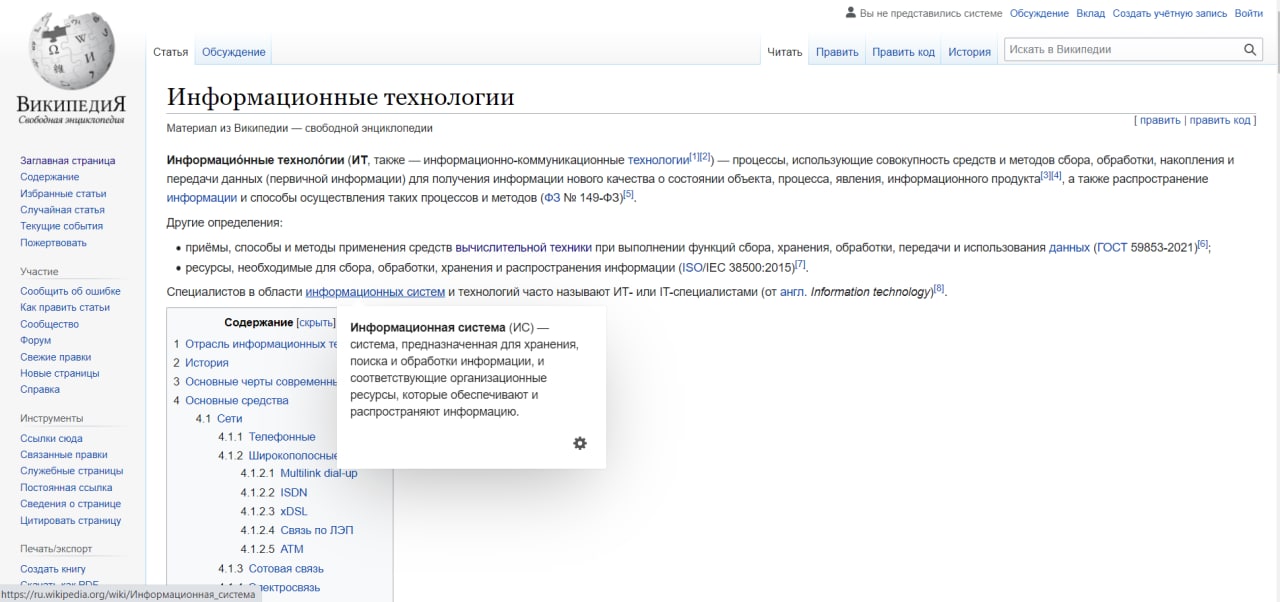 Вы не представились системе Обсуждение Вклад Создать учётную запись Войти
ВикипедиЯ
Свободная энциклопедия
Статья Обсуждение Читать Править Править код История Искать в Википедии
Информационные технологии
[ править | править код ]
Материал из Википедии — свободной энциклопедии
Информацио́нные техноло́гии (ИТ, также — информационно-коммуникационные технологии[1][2]) — процессы, использующие совокупность средств и методов сбора, обработки, накопления и
передачи данных (первичной информации) для получения информации нового качества о состоянии объекта, процесса, явления, информационного продукта[3][4], а также распространение
информации и способы осуществления таких процессов и методов (ФЗ № 149-ФЗ)[5].
Другие определения:
• приёмы, способы и методы применения средств вычислительной техники при выполнении функций сбора, хранения, обработки, передачи и использования данных (ГОСТ 59853-2021)[6];
• ресурсы, необходимые для сбора, обработки, хранения и распространения информации (ISO/IEC 38500:2015)[7].
Специалистов в области информационных систем и технологий часто называют ИТ- или IT-специалистами (от англ. Information technology)[8].
Содержание [скрыть]
1 Отрасль информационных
2 История
3 Основные черты
4 Основные средства
4.1 Сети
4.1.1 Телефонные
4.1.2 Широкополосные
4.1.2.1 Multilink dial-up
4.1.2.2 ISDN
4.1.2.3 xDSL
4.1.2.4 Связь по ЛЭП
4.1.2.5 ATM
4.1.3 Сотовая связь
Информационная система (ИС) —
система, предназначенная для хранения,
поиска и обработки информации, и
соответствующие организационные
ресурсы, которые обеспечивают и
распространяют информацию.
Заглавная страница
Содержание
Избранные статьи
Случайная статья
Текущие события
Пожертвовать
Участие
Сообщить об ошибке
Как править статьи
Сообщество
Форум
Свежие правки
Новые страницы
Справка
Инструменты
Ссылки сюда
Связанные правки
Служебные страницы
Постоянная ссылка
Сведения о странице
Цитировать страницу
Печать/экспорт
Создать книгу
https://ru.wikipedia.org/wiki/Информационная_система